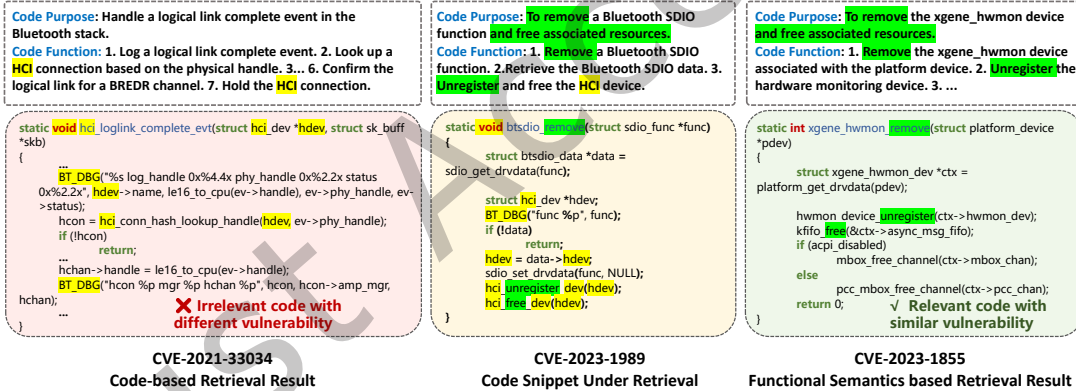 Code Purpose: Handle a logical link complete event in the
Bluetooth stack.
Code Function: 1. Log a logical link complete event. 2. Look up a
HCI connection based on the physical handle. 3... 6. Confirm the
logical link for a BREDR channel. 7. Hold the HCI connection.
static void hci_loglink_complete_evt(struct hci_dev *hdev, struct sk_buff
*skb)
{
...
BT_DBG("%s log_handle 0x%4.4x phy_handle 0x%2.2x status
0x%2.2x", hdev->name, le16_to_cpu(ev->handle), ev->phy_handle, ev-
>status);
hcon = hci_conn_hash_lookup_handle(hdev, ev->phy_handle);
if (!hcon)
return;
...
hchan->handle = le16_to_cpu(ev->handle);
BT_DBG("hcon %p mgr %p hchan %p", hcon, hcon->amp_mgr,
hchan);
...
}
✘ Irrelevant code with
different vulnerability
CVE-2021-33034
Code-based Retrieval Result
Code Purpose: To remove a Bluetooth SDIO
function and free associated resources.
Code Function: 1. Remove a Bluetooth SDIO
function. 2.Retrieve the Bluetooth SDIO data. 3.
Unregister and free the HCI device.
static void btsdio_remove(struct sdio_func *func)
{
struct btsdio_data *data =
sdio_get_drvdata(func);
struct hci_dev *hdev;
BT_DBG("func %p", func);
if (!data)
return;
hdev = data->hdev;
sdio_set_drvdata(func, NULL);
hci_unregister_dev(hdev);
hci_free_dev(hdev);
}
CVE-2023-1989
Code Snippet Under Retrieval
Code Purpose: To remove the xgene_hwmon device
and free associated resources.
Code Function: 1. Remove the xgene_hwmon device
associated with the platform device. 2. Unregister the
hardware monitoring device. 3. ...
static int xgene_hwmon_remove(struct platform_device
*pdev)
{
struct xgene_hwmon_dev *ctx =
platform_get_drvdata(pdev);
hwmon_device_unregister(ctx->hwmon_dev);
kfifo_free(&ctx->async_msg_fifo);
if (acpi_disabled)
mbox_free_channel(ctx->mbox_chan);
else
pcc_mbox_free_channel(ctx->pcc_chan);
return 0;
}
√ Relevant code with
similar vulnerability
CVE-2023-1855
Functional Semantics based Retrieval Result